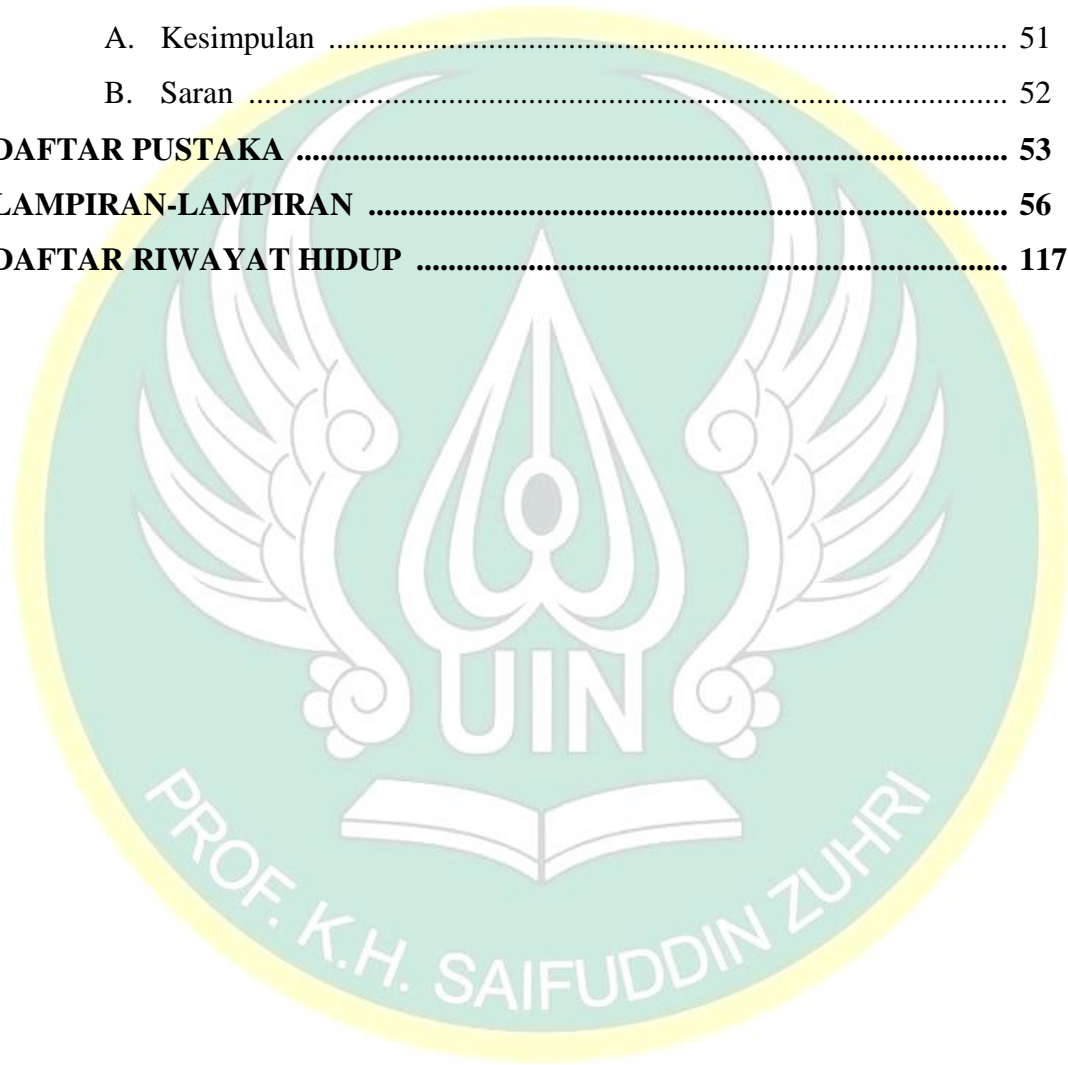 A. Kesimpulan ........................................................................................ 51
B. Saran .................................................................................................. 52
DAFTAR PUSTAKA ........................................................................................... 53
LAMPIRAN-LAMPIRAN .................................................................................. 56
DAFTAR RIWAYAT HIDUP ........................................................................... 117
UIN
PROF. K.H. SAIFUDDIN ZUHRI